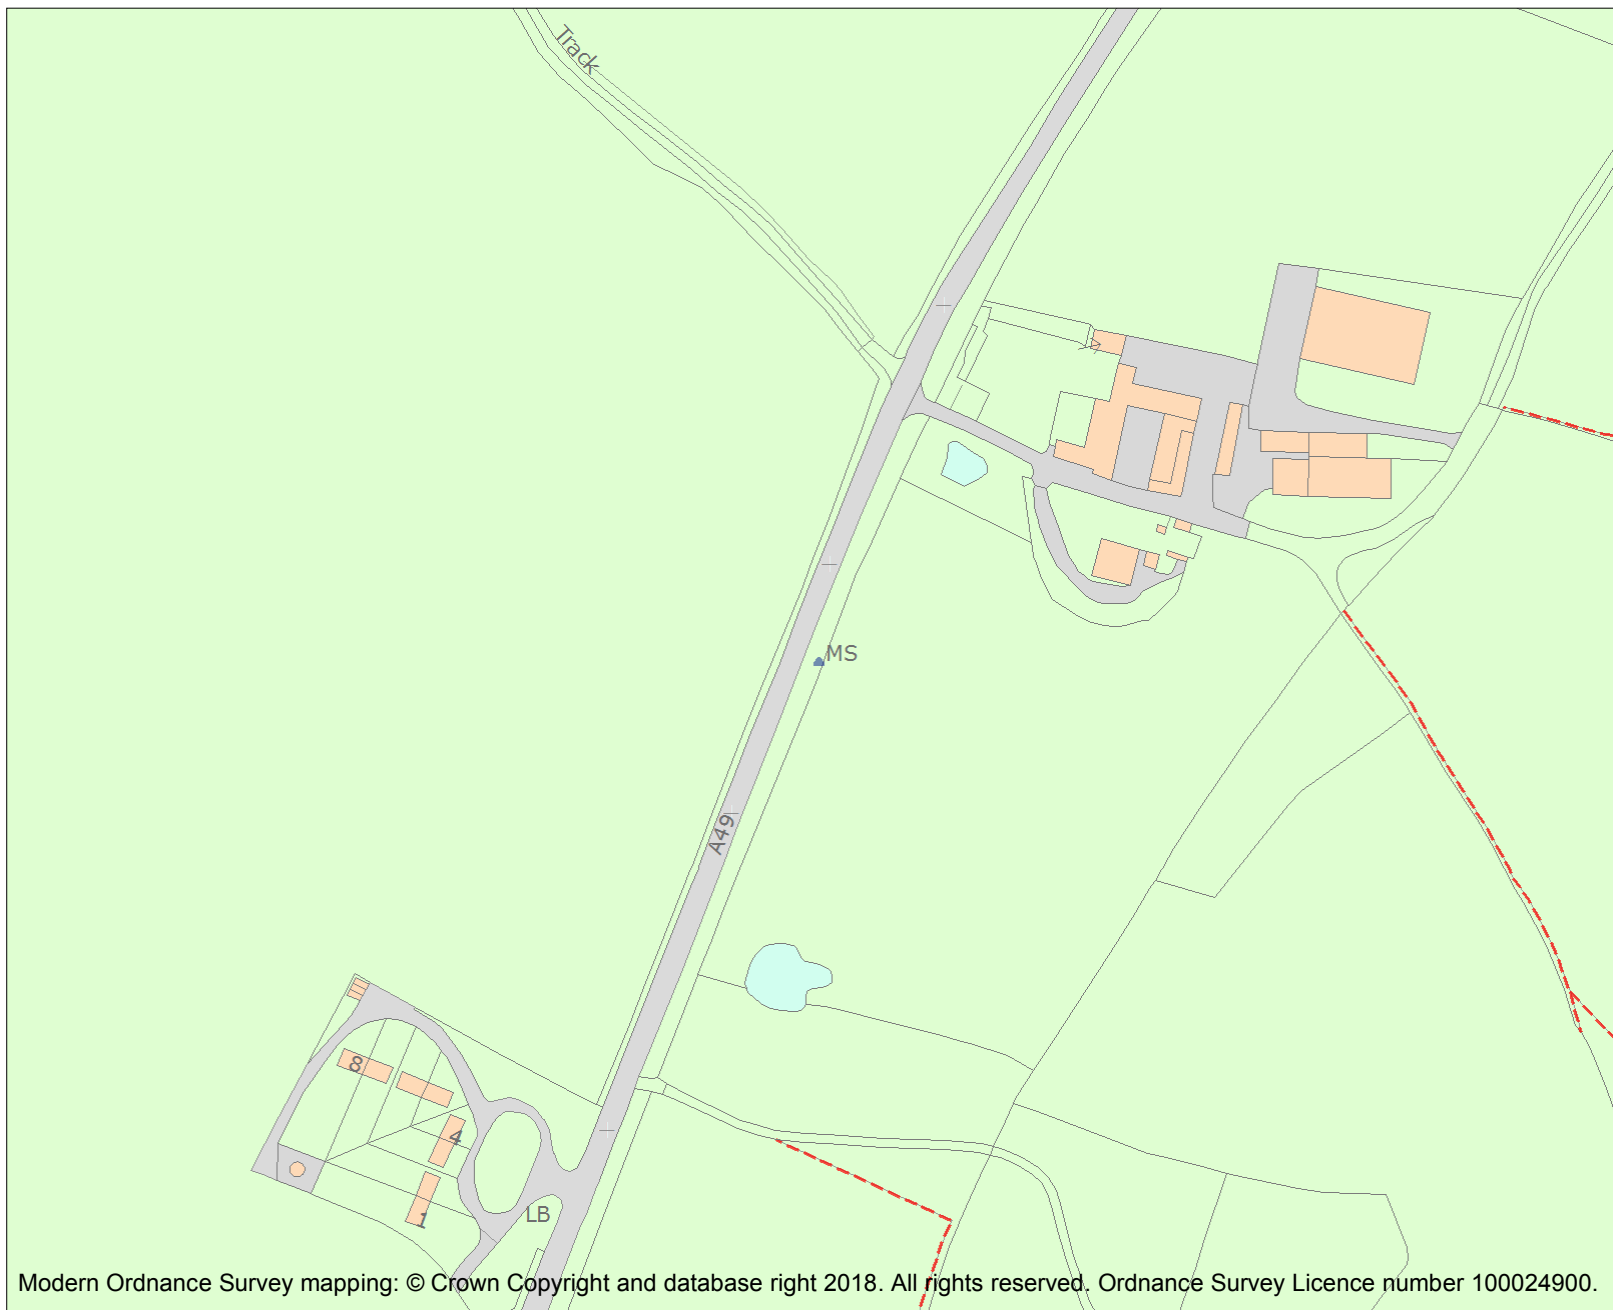 Track
MS
A49
8
4
1
LB
Modern Ordnance Survey mapping: © Crown Copyright and database right 2018. All rights reserved. Ordnance Survey Licence number 100024900.